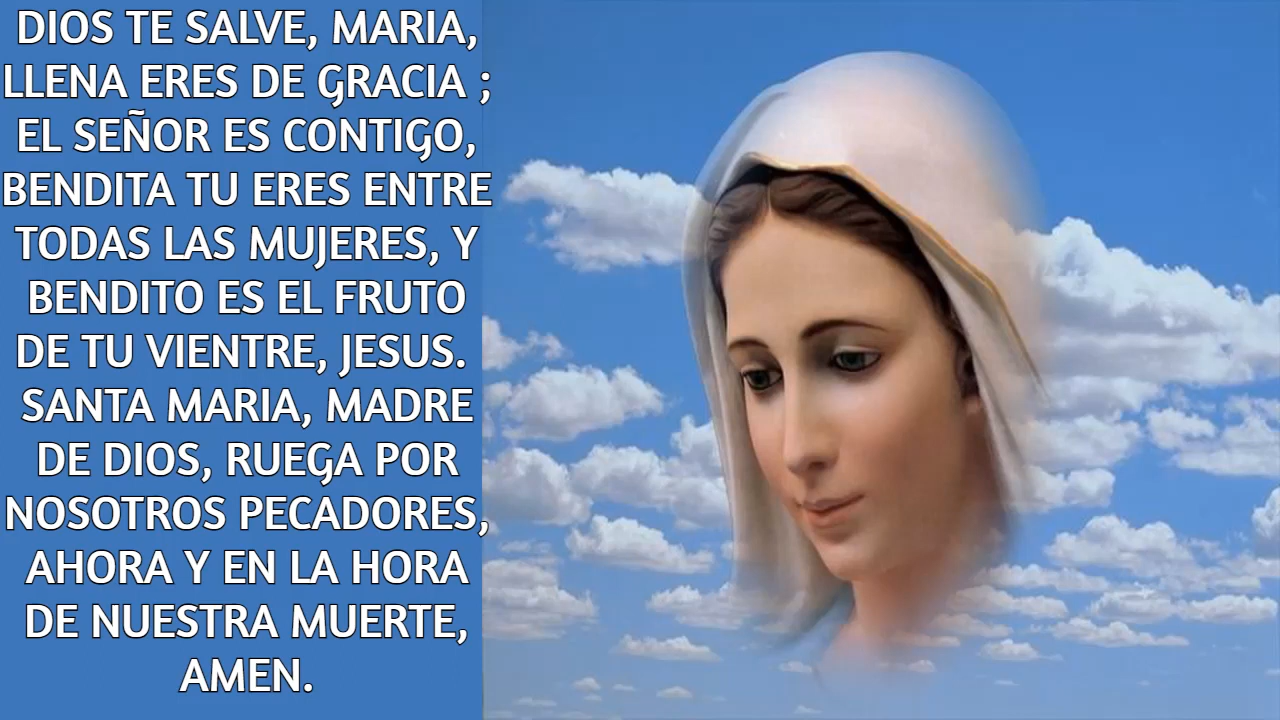 DIOS TE SALVE, MARIA,
LLENA ERES DE GRACIA ;
EL SEÑOR ES CONTIGO,
BENDITA TU ERES ENTRE
TODAS LAS MUJERES, Y
BENDITO ES EL FRUTO
DE TU VIENTRE, JESUS.
SANTA MARIA, MADRE
DE DIOS, RUEGA POR
NOSOTROS PECADORES,
AHORA Y EN LA HORA
DE NUESTRA MUERTE,
AMEN.